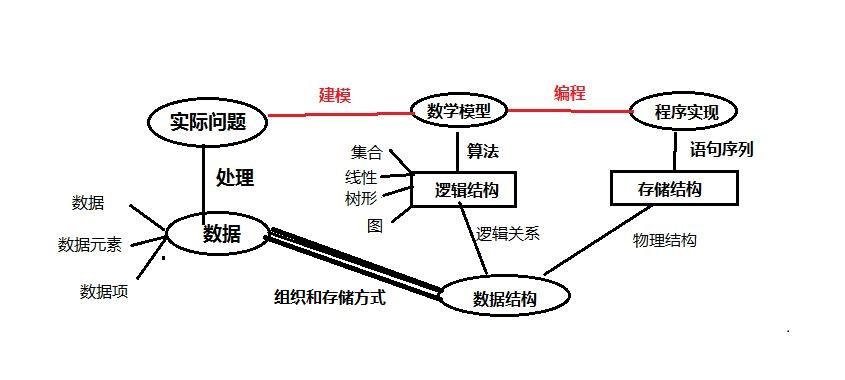 建模
编程
实际问题
数学模型
程序实现
算法
语句序列
集合
线性
树形
图
逻辑结构
存储结构
处理
数据
数据元素
数据项
数据
逻辑关系
物理结构
组织和存储方式
数据结构